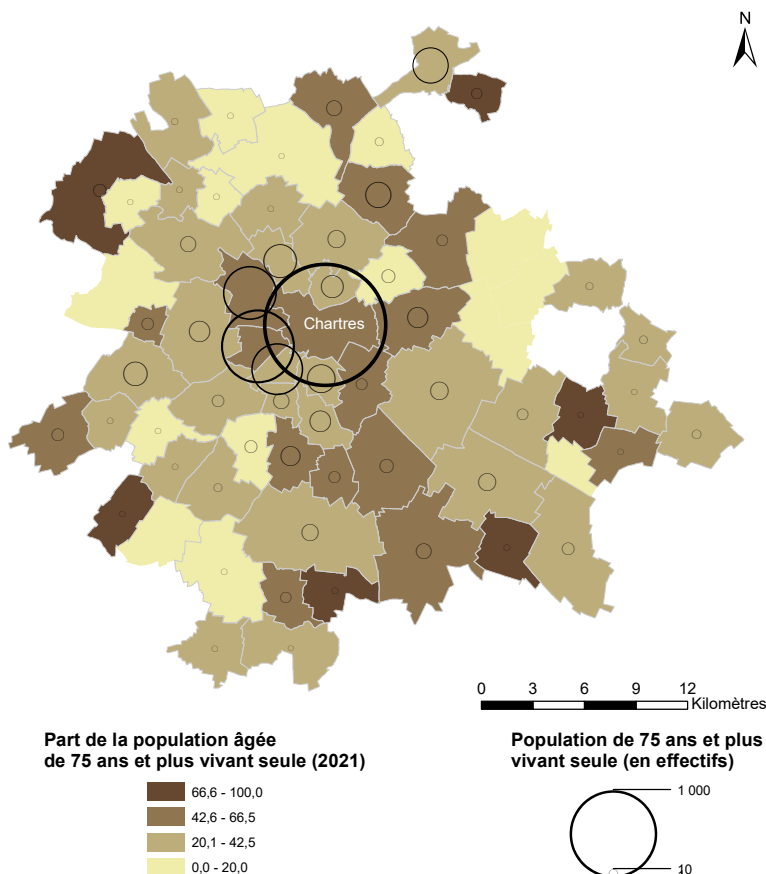 N
Chartres
0 3 6 9 12
Kilomètres
Part de la population âgée
de 75 ans et plus vivant seule (2021)
66,6 - 100,0
42,6 - 66,5
20,1 - 42,5
0,0 - 20,0
Population de 75 ans et plus
vivant seule (en effectifs)
1 000
10